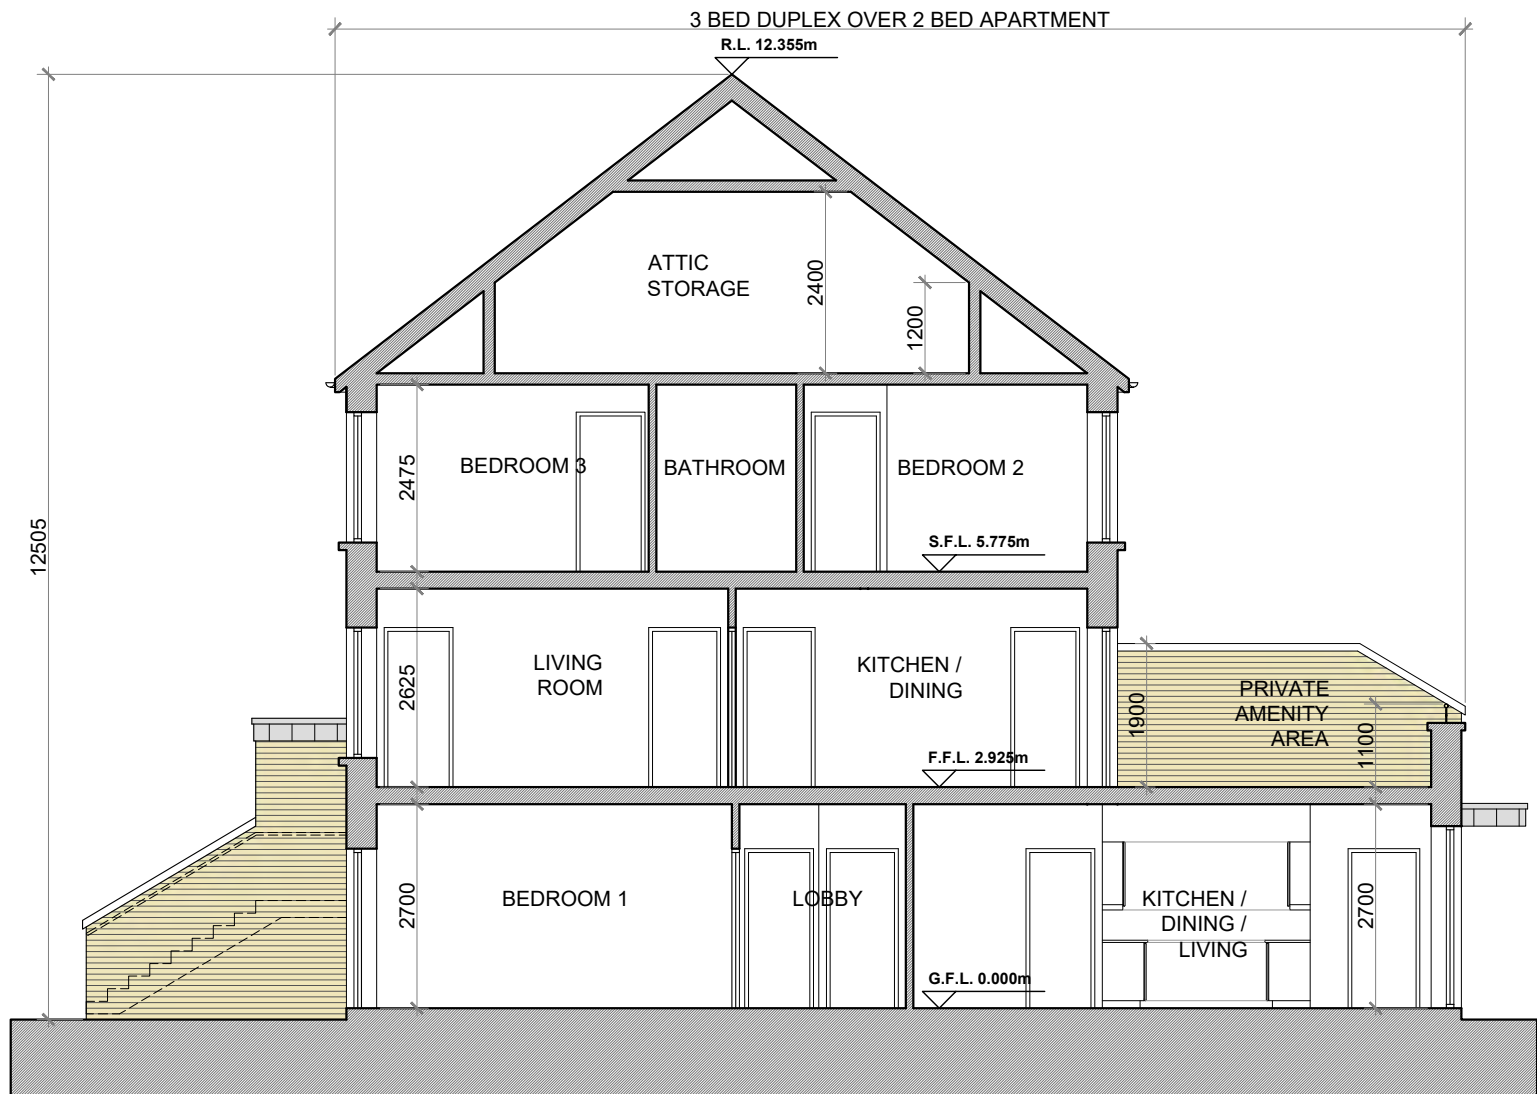 3 BED DUPLEX OVER 2 BED APARTMENT
R.L. 12.355m
ATTIC
STORAGE
2400
1200
12505
2475
BEDROOM 3
BATHROOM
BEDROOM 2
S.F.L. 5.775m
2625
LIVING
ROOM
KITCHEN /
DINING
F.F.L. 2.925m
1900
PRIVATE
AMENITY
AREA
1100
2700
BEDROOM 1
LOBBY
KITCHEN /
DINING /
LIVING
2700
G.F.L. 0.000m